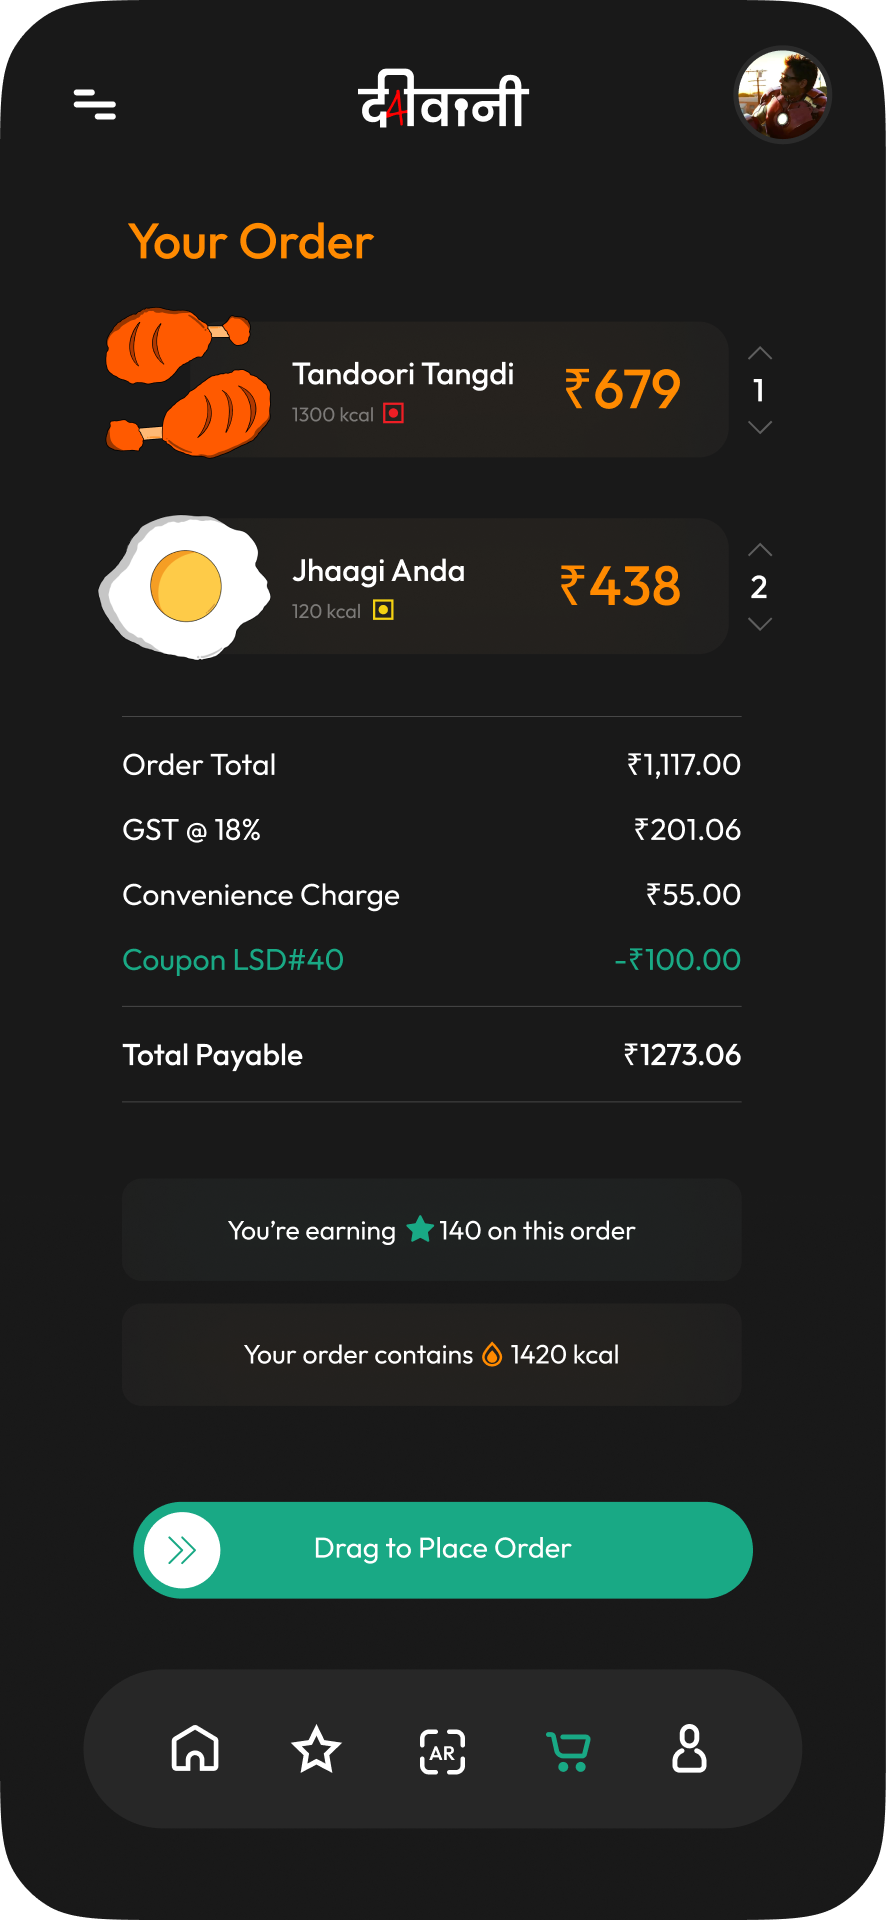 दीवानी
Your Order
Tandoori Tangdi
1300 kcal
₹679
1
Jhaagi Anda
120 kcal
₹438
2
Order Total ₹1,117.00
GST @ 18% ₹201.06
Convenience Charge ₹55.00
Coupon LSD#40 -₹100.00
Total Payable ₹1273.06
You’re earning ★ 140 on this order
Your order contains 1420 kcal
Drag to Place Order
AR